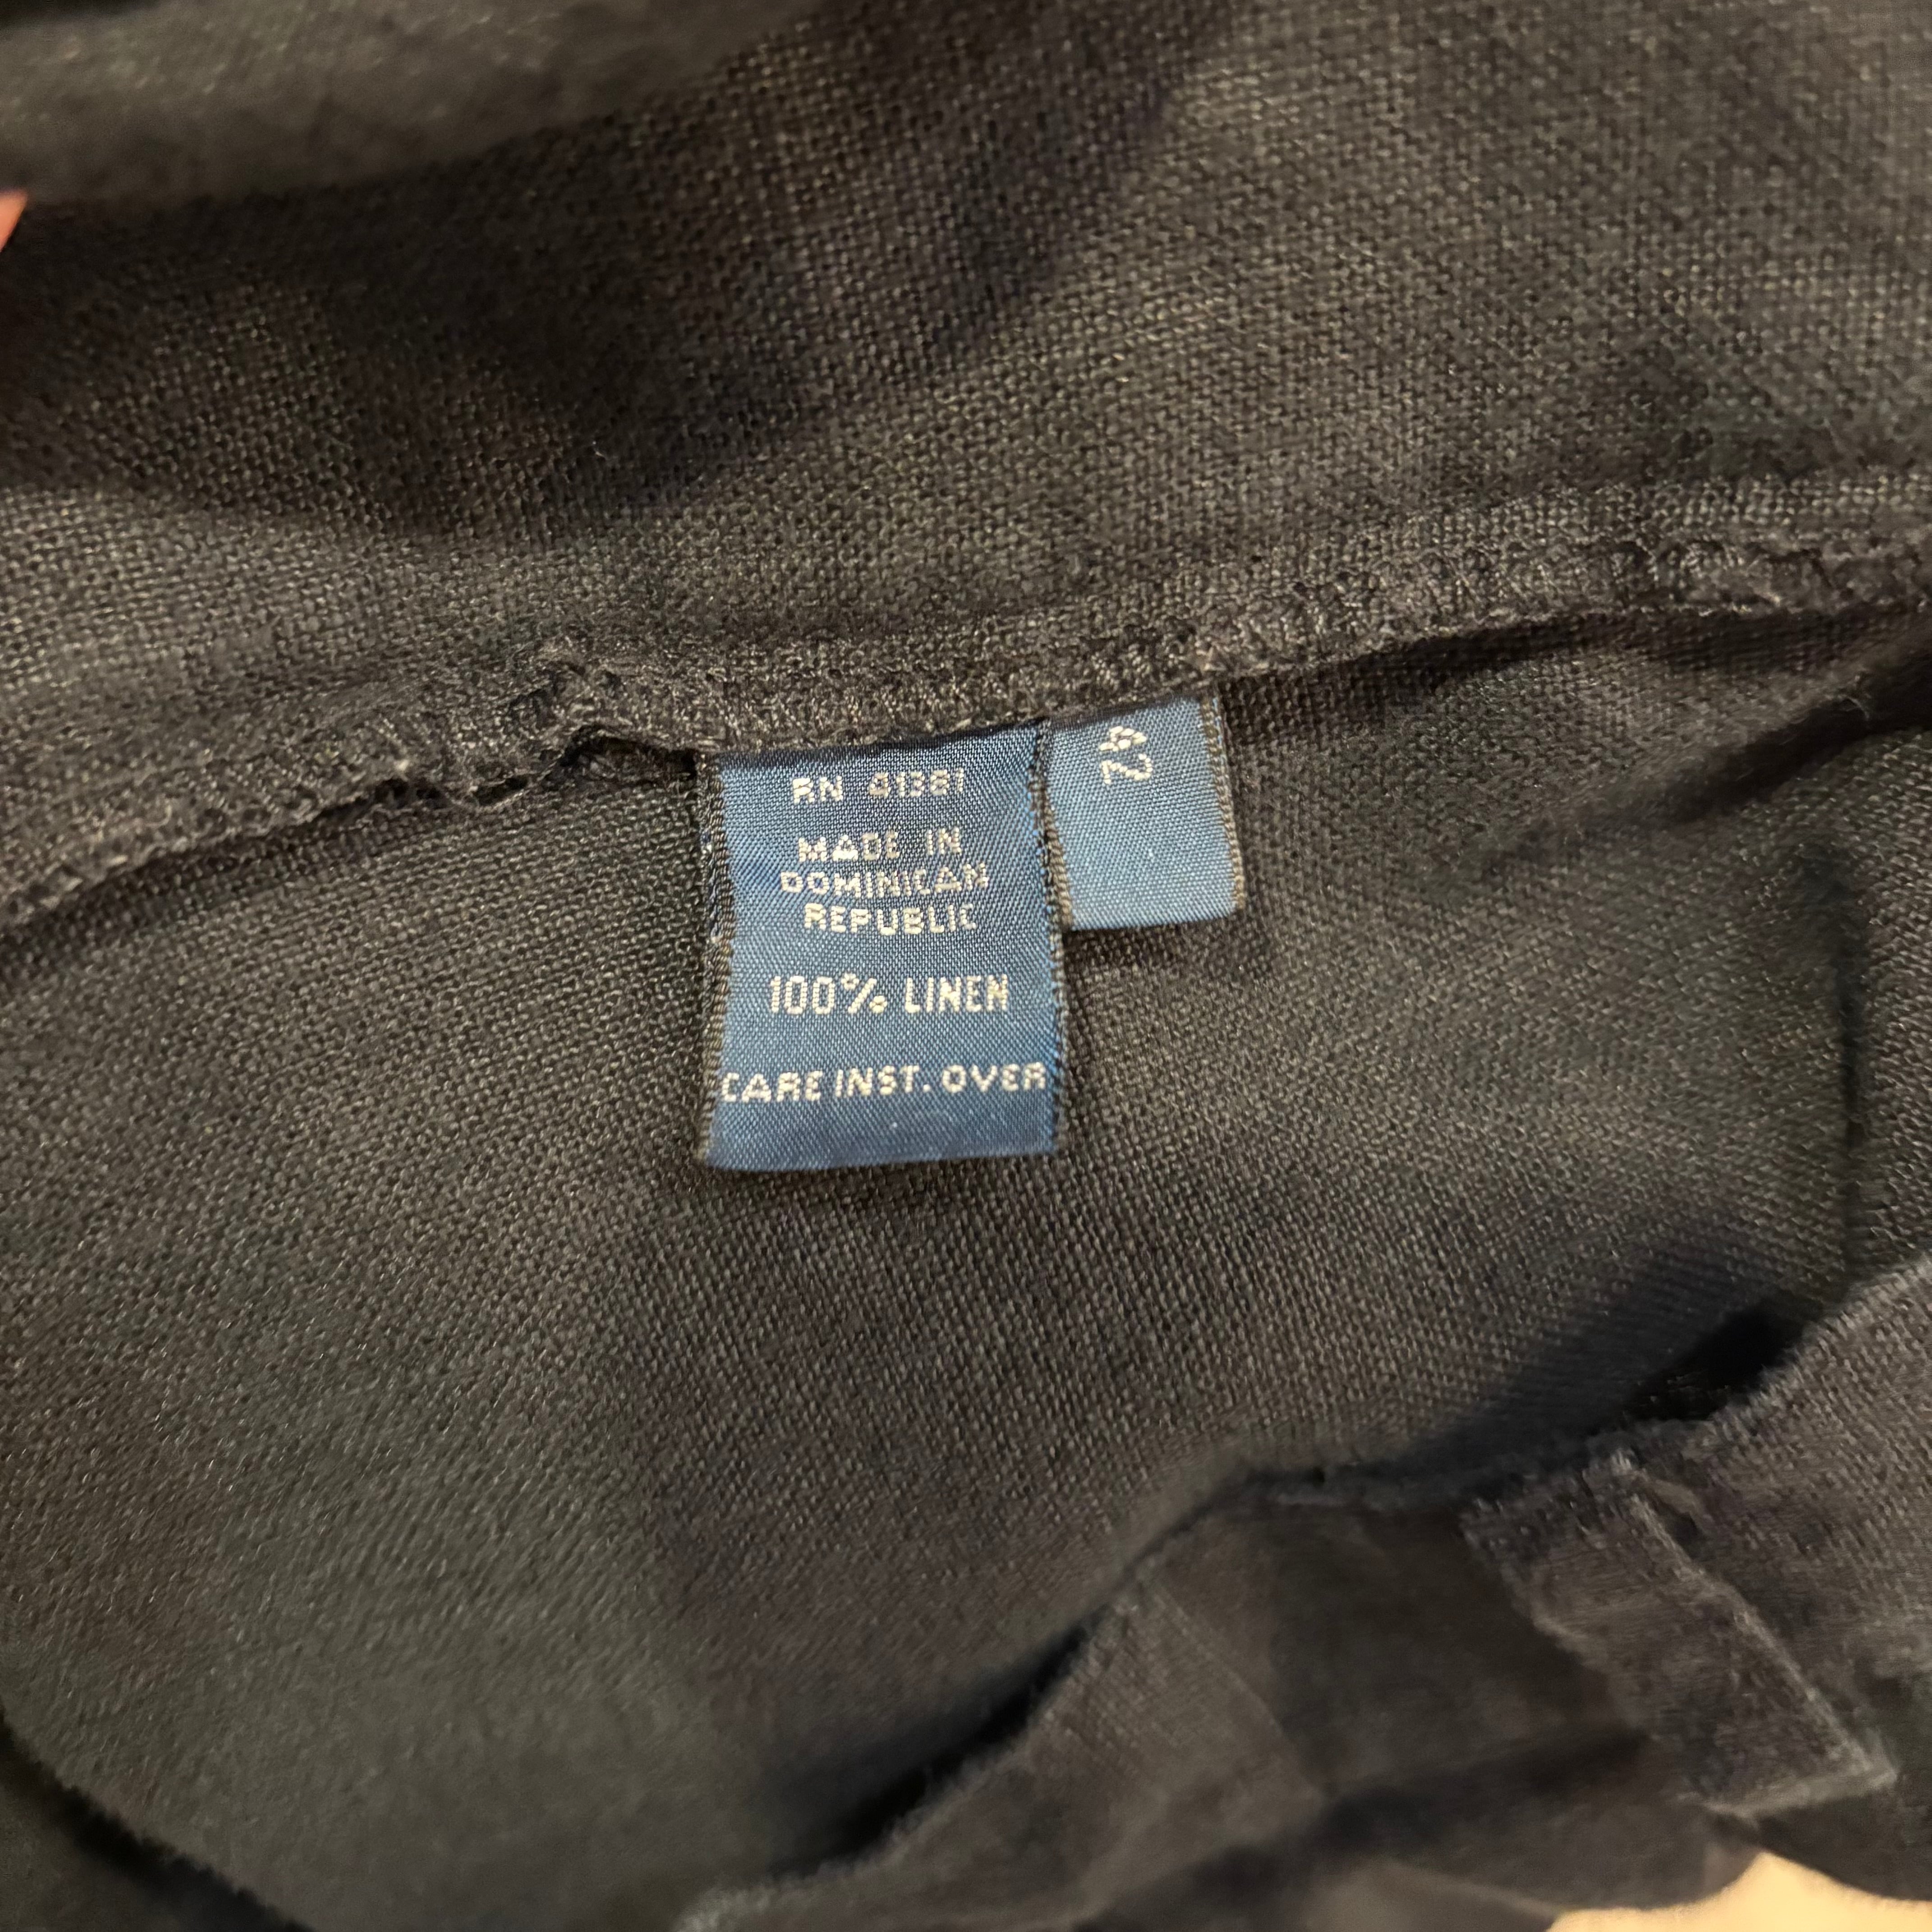 RN 41381
MADE IN
DOMINICAN
REPUBLIC
100% LINEN
CARE INST. OVER
42